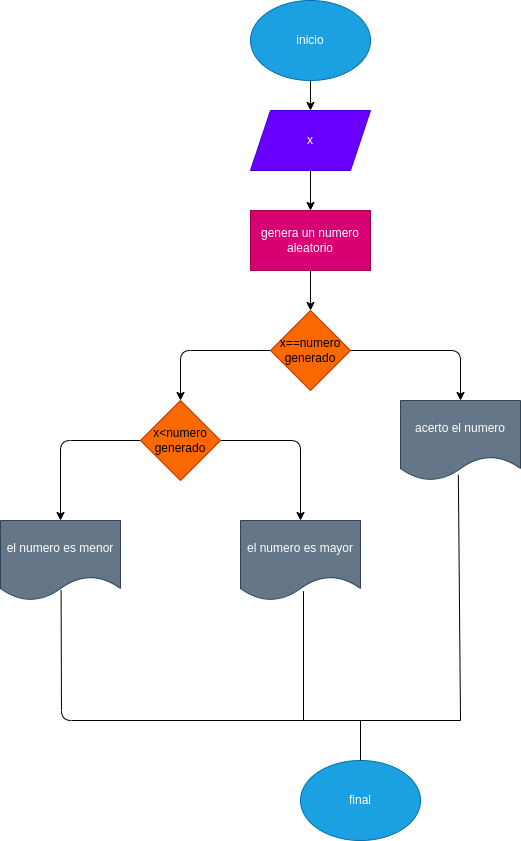 inicio
x
genera un numero
aleatorio
x==numero
generado
acerto el numero
x<numero
generado
el numero es menor
el numero es mayor
final